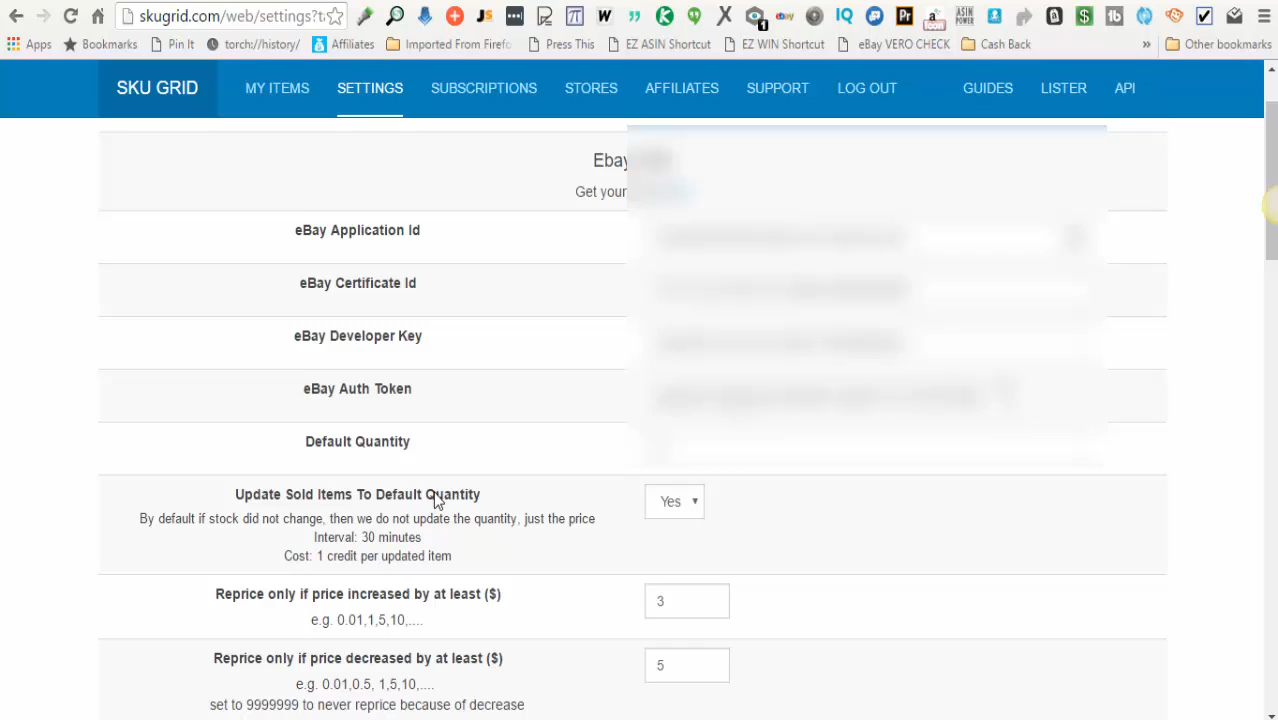 skugrid.com/web/settings?t
Apps
Bookmarks
Pin It
torch://history/
Affiliates
Imported From Firef
Press This
EZ ASIN Shortcut
EZ WIN Shortcut
eBay VERO CHECK
Cash Back
»
Other bookmarks
SKU GRID
MY ITEMS
SETTINGS
SUBSCRIPTIONS
STORES
AFFILIATES
SUPPORT
LOG OUT
GUIDES
LISTER
API
Ebay
Get your
eBay Application Id
eBay Certificate Id
eBay Developer Key
eBay Auth Token
Default Quantity
Update Sold Items To Default Quantity
Yes
By default if stock did not change, then we do not update the quantity, just the price
Interval: 30 minutes
Cost: 1 credit per updated item
Reprice only if price increased by at least ($)
3
e.g. 0.01,1,5,10,....
Reprice only if price decreased by at least ($)
5
e.g. 0.01,0.5, 1,5,10,....
set to 9999999 to never reprice because of decrease